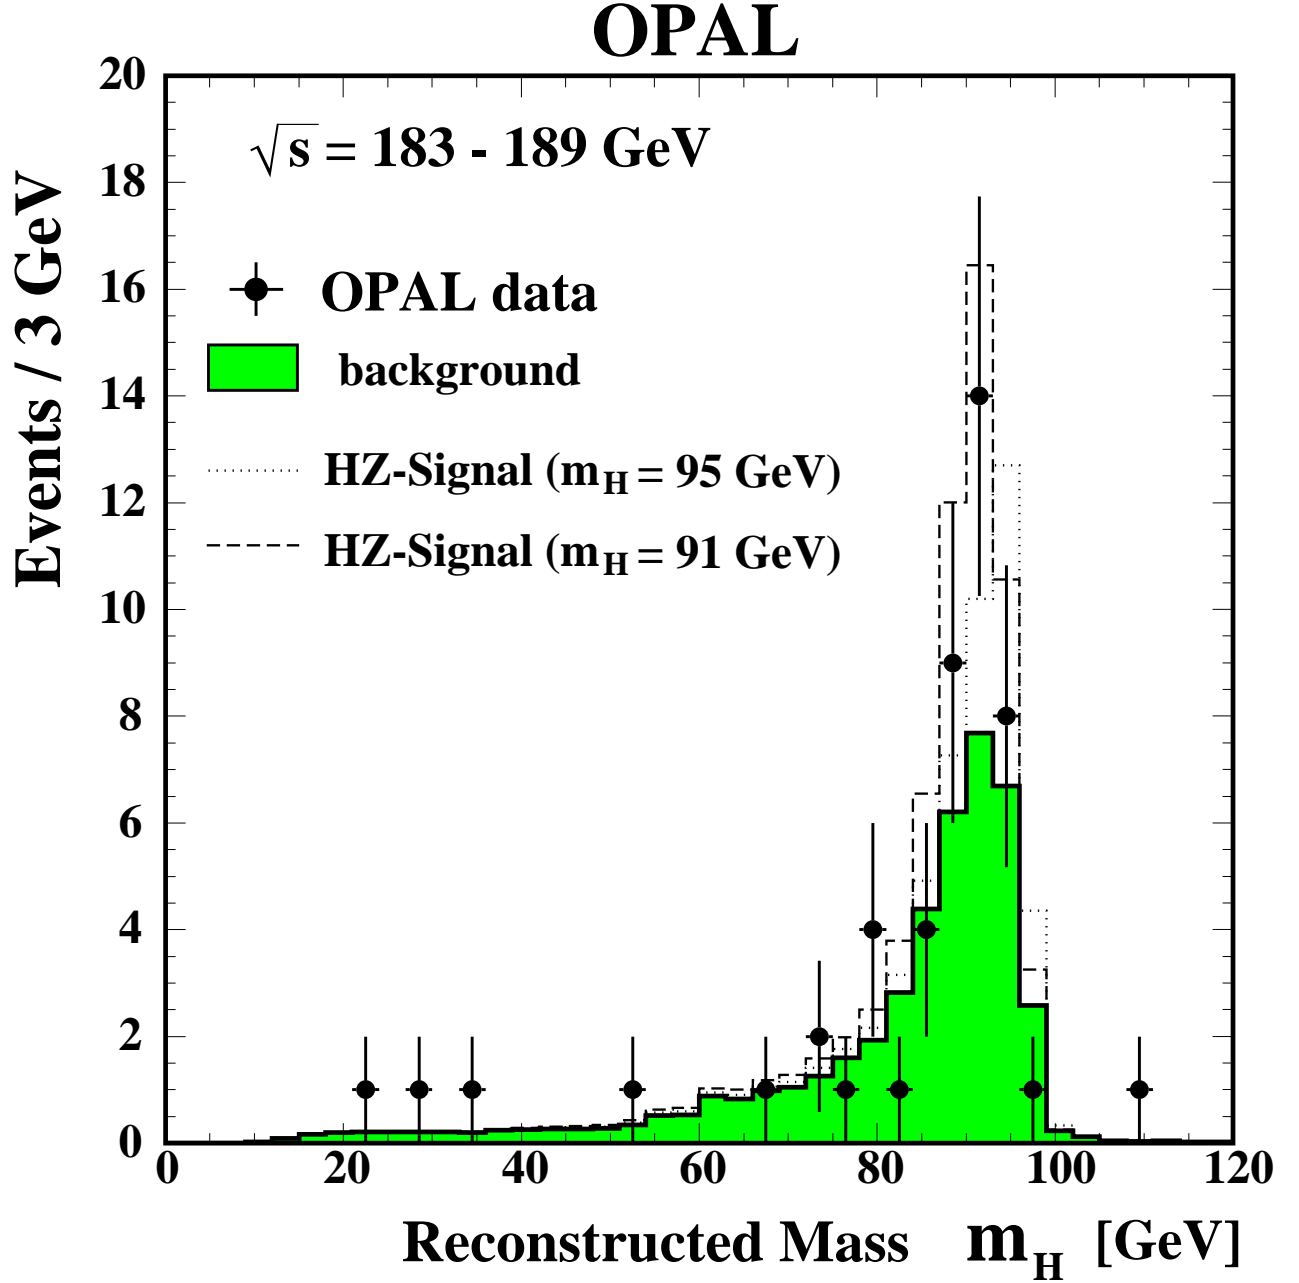 OPAL
√s = 183 - 189 GeV
OPAL data
background
HZ-Signal (mH = 95 GeV)
HZ-Signal (mH = 91 GeV)
Events / 3 GeV
20
18
16
14
12
10
8
6
4
2
0
0 20 40 60 80 100 120
Reconstructed Mass mH [GeV]